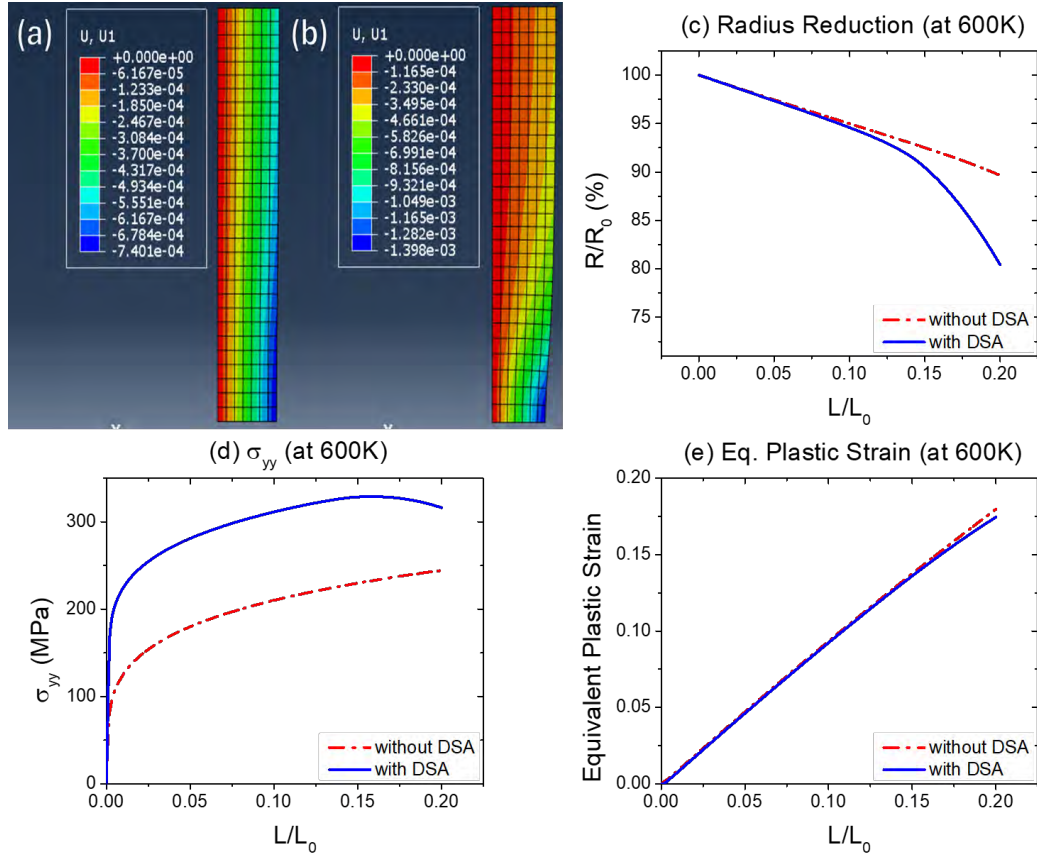 (a)
U, U1
+0.000e+00
-6.167e-05
-1.233e-04
-1.850e-04
-2.467e-04
-3.084e-04
-3.700e-04
-4.317e-04
-4.934e-04
-5.551e-04
-6.167e-04
-6.784e-04
-7.401e-04
(b)
U, U1
+0.000e+00
-1.165e-04
-2.330e-04
-3.495e-04
-4.661e-04
-5.826e-04
-6.991e-04
-8.156e-04
-9.321e-04
-1.049e-03
-1.165e-03
-1.282e-03
-1.398e-03
(c) Radius Reduction (at 600K)
R/R₀ (%)
100
95
90
85
80
75
without DSA
with DSA
0.00 0.05 0.10 0.15 0.20
L/L₀
(d) σyy (at 600K)
σyy (MPa)
300
200
100
0
without DSA
with DSA
0.00 0.05 0.10 0.15 0.20
L/L₀
(e) Eq. Plastic Strain (at 600K)
Equivalent Plastic Strain
0.20
0.15
0.10
0.05
0.00
without DSA
with DSA
0.00 0.05 0.10 0.15 0.20
L/L₀